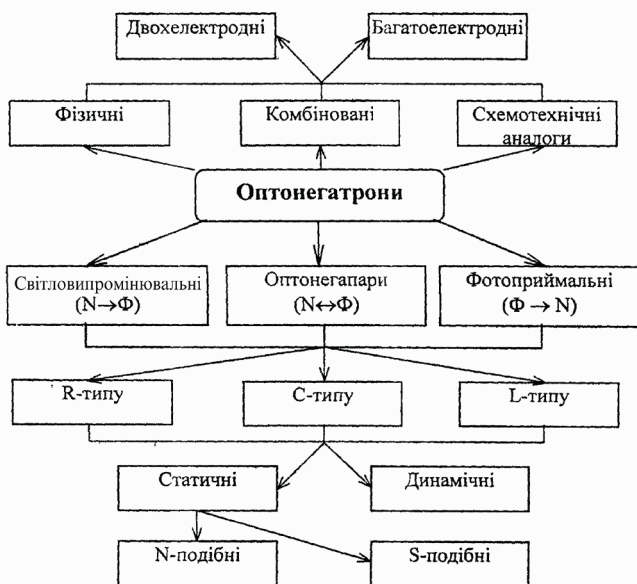 Двохелектродні
Багатоелектродні
Фізичні
Комбіновані
Схемотехнічні
аналоги
Оптонегатрони
Світловипромінювальні
(N→Ф)
Оптонегапари
(N↔Ф)
Фотоприймальні
(Ф → N)
R-типу
C-типу
L-типу
Статичні
Динамічні
N-подібні
S-подібні